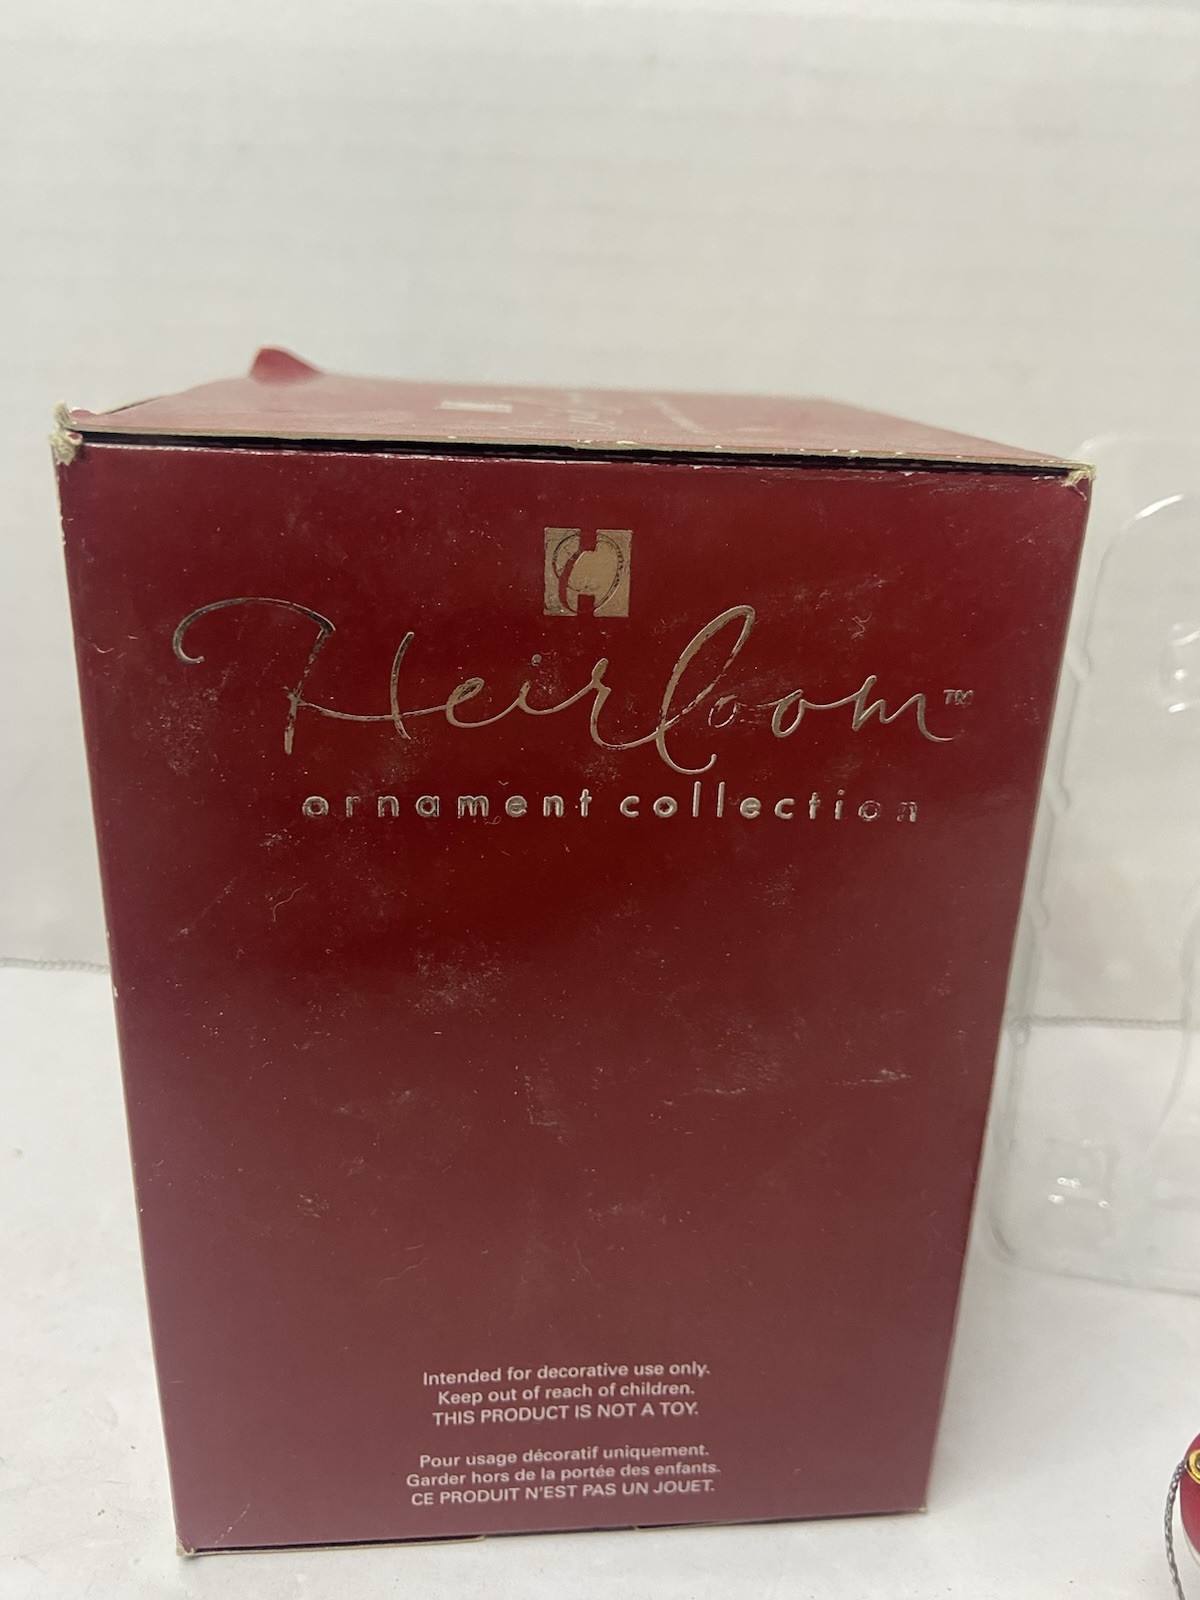 Heirloom™
ornament collection
Intended for decorative use only.
Keep out of reach of children.
THIS PRODUCT IS NOT A TOY.
Pour usage décoratif uniquement.
Garder hors de la portée des enfants.
CE PRODUIT N'EST PAS UN JOUET.